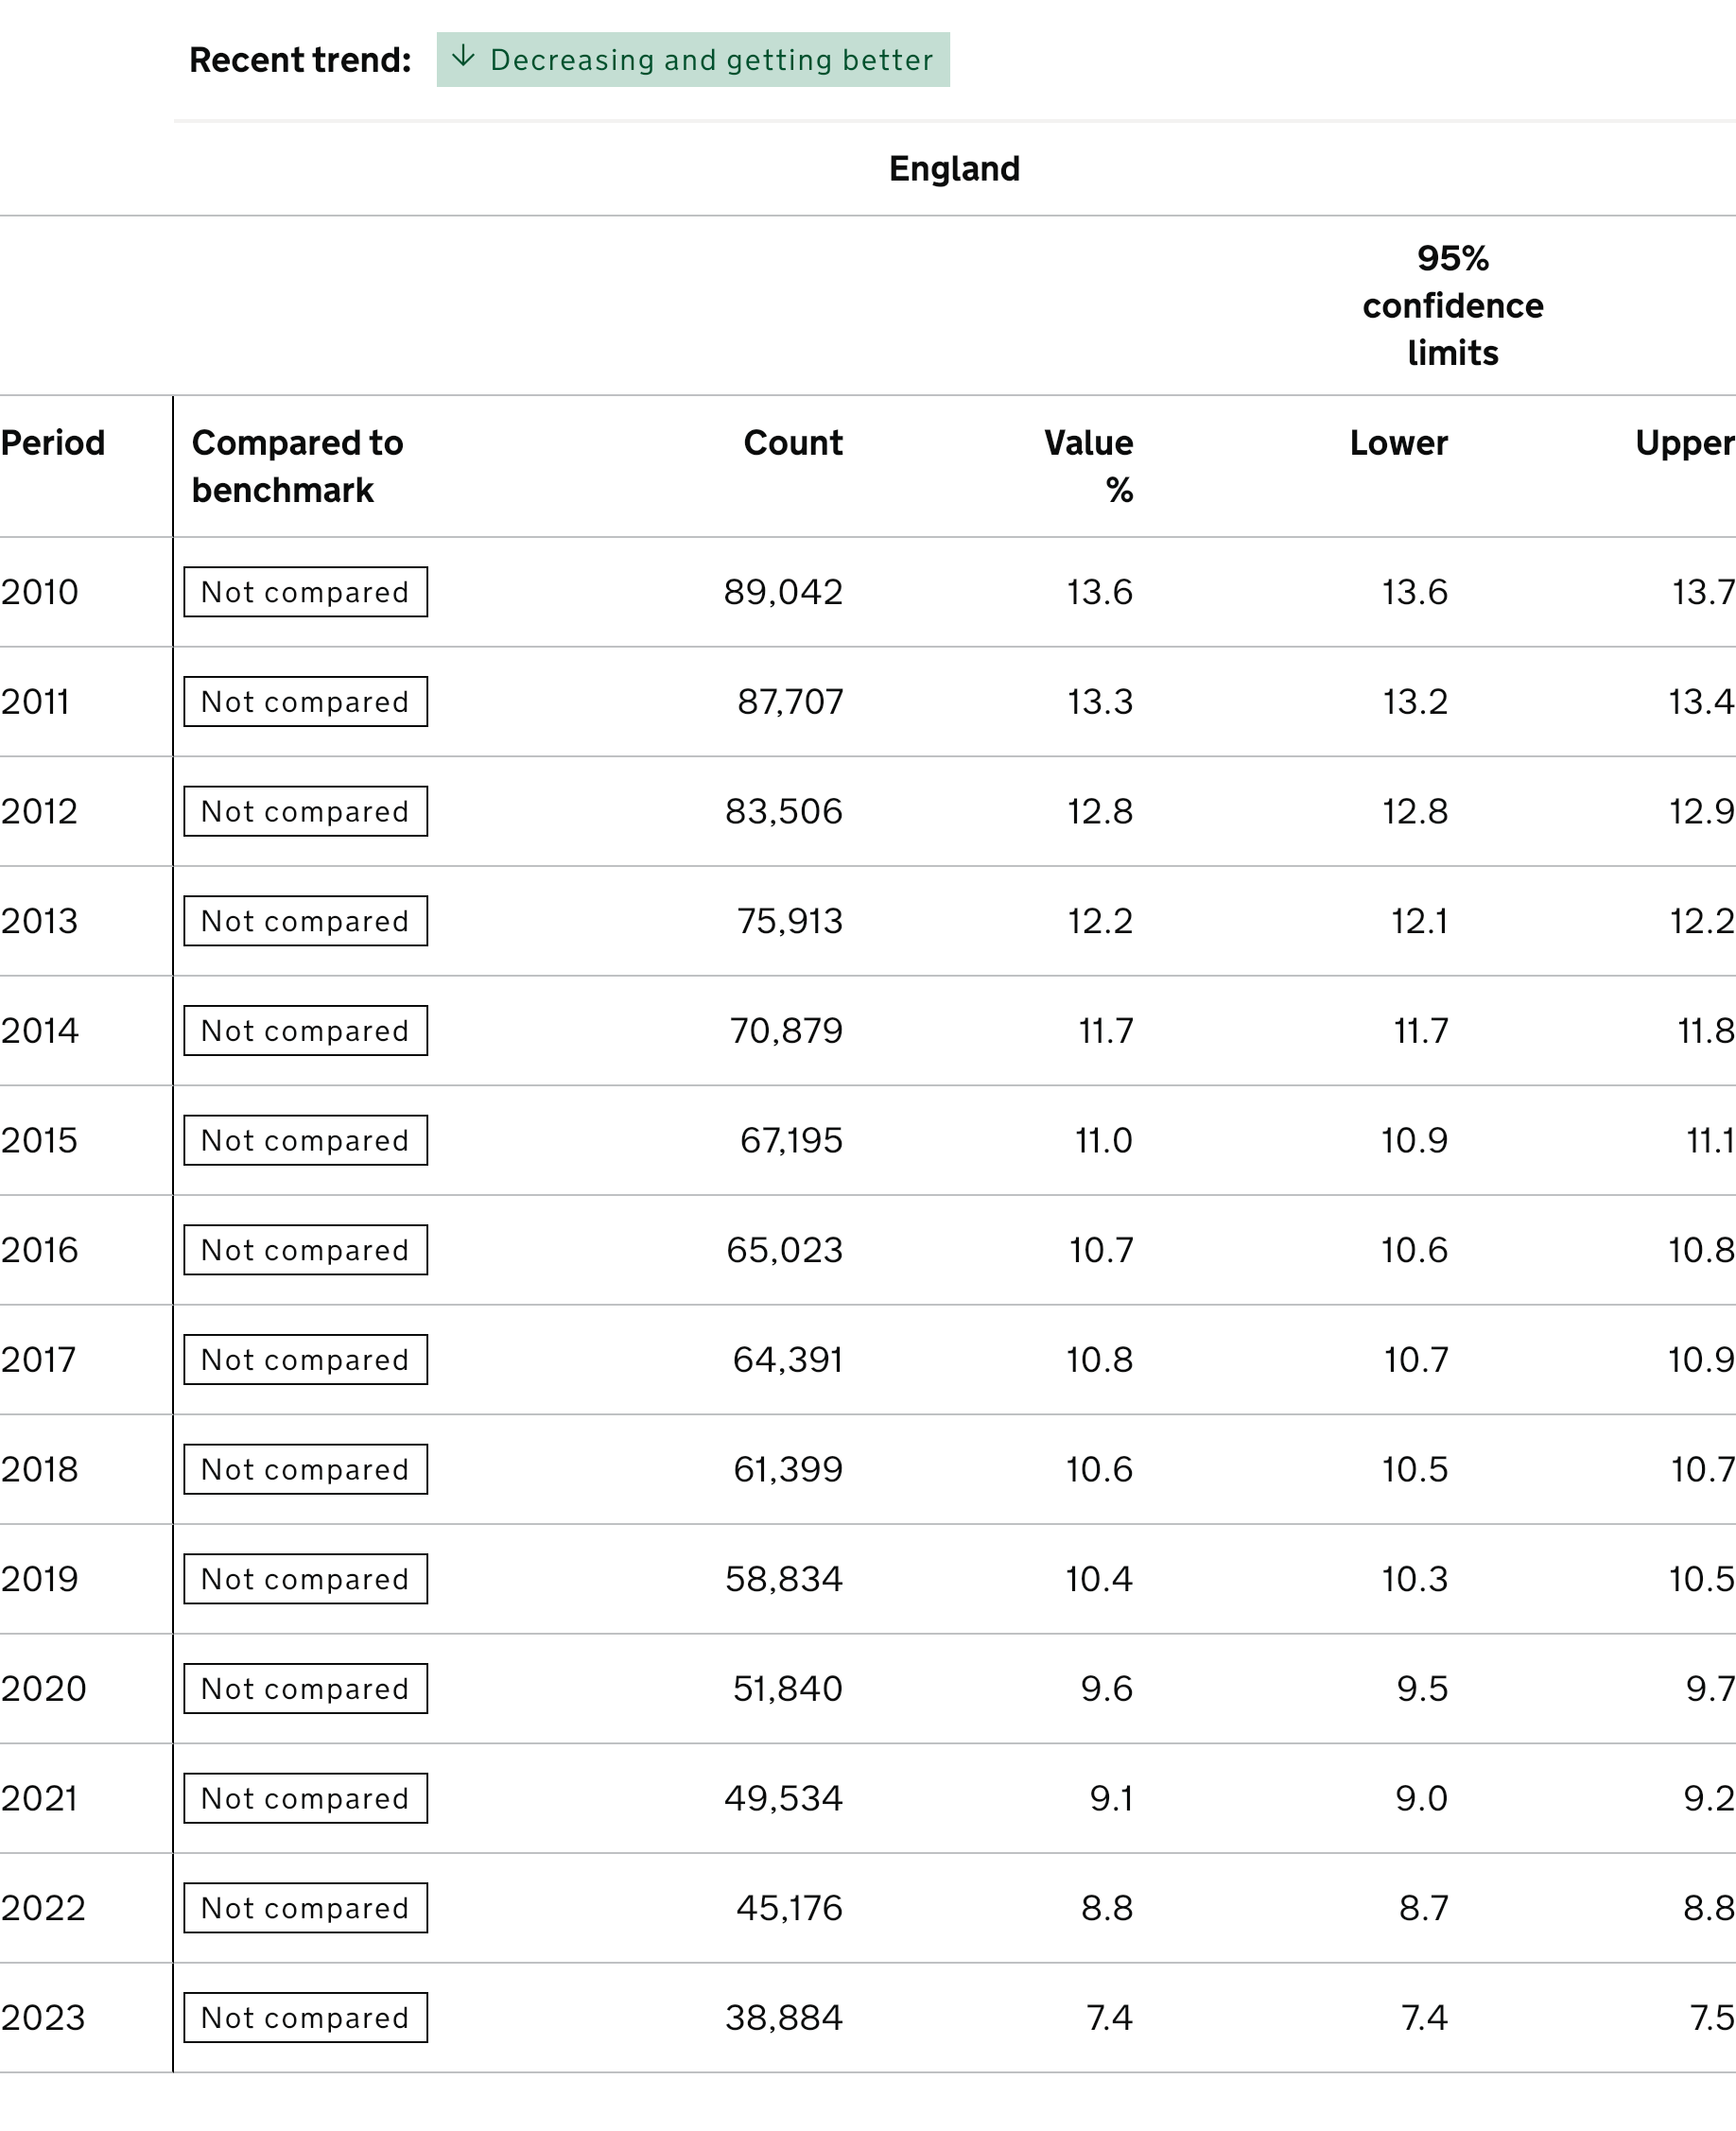 Recent trend: ↓ Decreasing and getting better
England
95%
confidence
limits
Period Compared to Count Value Lower Upper
benchmark %
2010 Not compared 89,042 13.6 13.6 13.7
2011 Not compared 87,707 13.3 13.2 13.4
2012 Not compared 83,506 12.8 12.8 12.9
2013 Not compared 75,913 12.2 12.1 12.2
2014 Not compared 70,879 11.7 11.7 11.8
2015 Not compared 67,195 11.0 10.9 11.1
2016 Not compared 65,023 10.7 10.6 10.8
2017 Not compared 64,391 10.8 10.7 10.9
2018 Not compared 61,399 10.6 10.5 10.7
2019 Not compared 58,834 10.4 10.3 10.5
2020 Not compared 51,840 9.6 9.5 9.7
2021 Not compared 49,534 9.1 9.0 9.2
2022 Not compared 45,176 8.8 8.7 8.8
2023 Not compared 38,884 7.4 7.4 7.5